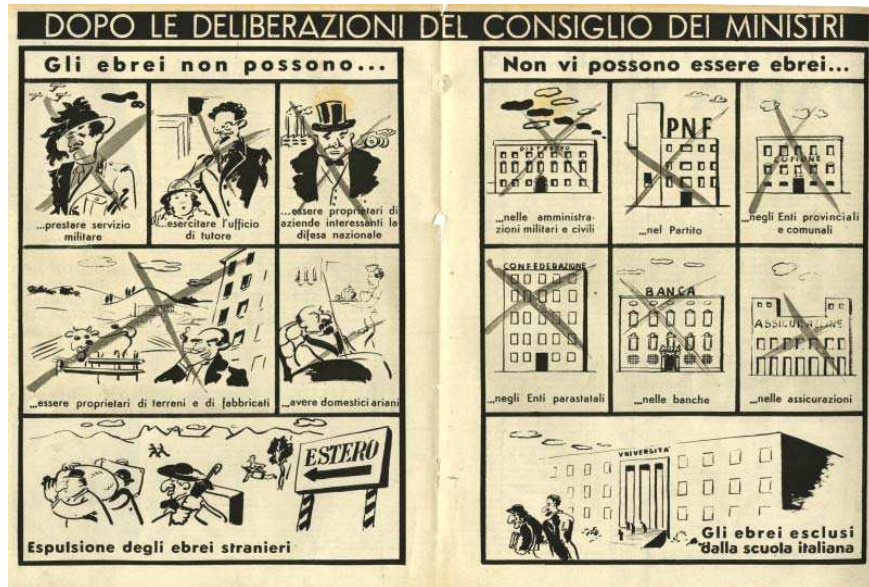 DOPO LE DELIBERAZIONI DEL CONSIGLIO DEI MINISTRI
Gli ebrei non possono...
...prestare servizio
militare
...esercitare l'ufficio
di tutore
...essere proprietari di
aziende interessanti la
difesa nazionale
...essere proprietari di terreni e di fabbricati
...avere domestici ariani
ESTERO
Espulsione degli ebrei stranieri
Non vi possono essere ebrei...
DISTRETTO
...nelle amministra-
zioni militari e civili
PNF
...nel Partito
COMUNE
...negli Enti provinciali
e comunali
CONFEDERAZIONE
...negli Enti parastatali
BANCA
...nelle banche
ASSICURAZIONE
...nelle assicurazioni
UNIVERSITA'
Gli ebrei esclusi
dalla scuola italiana